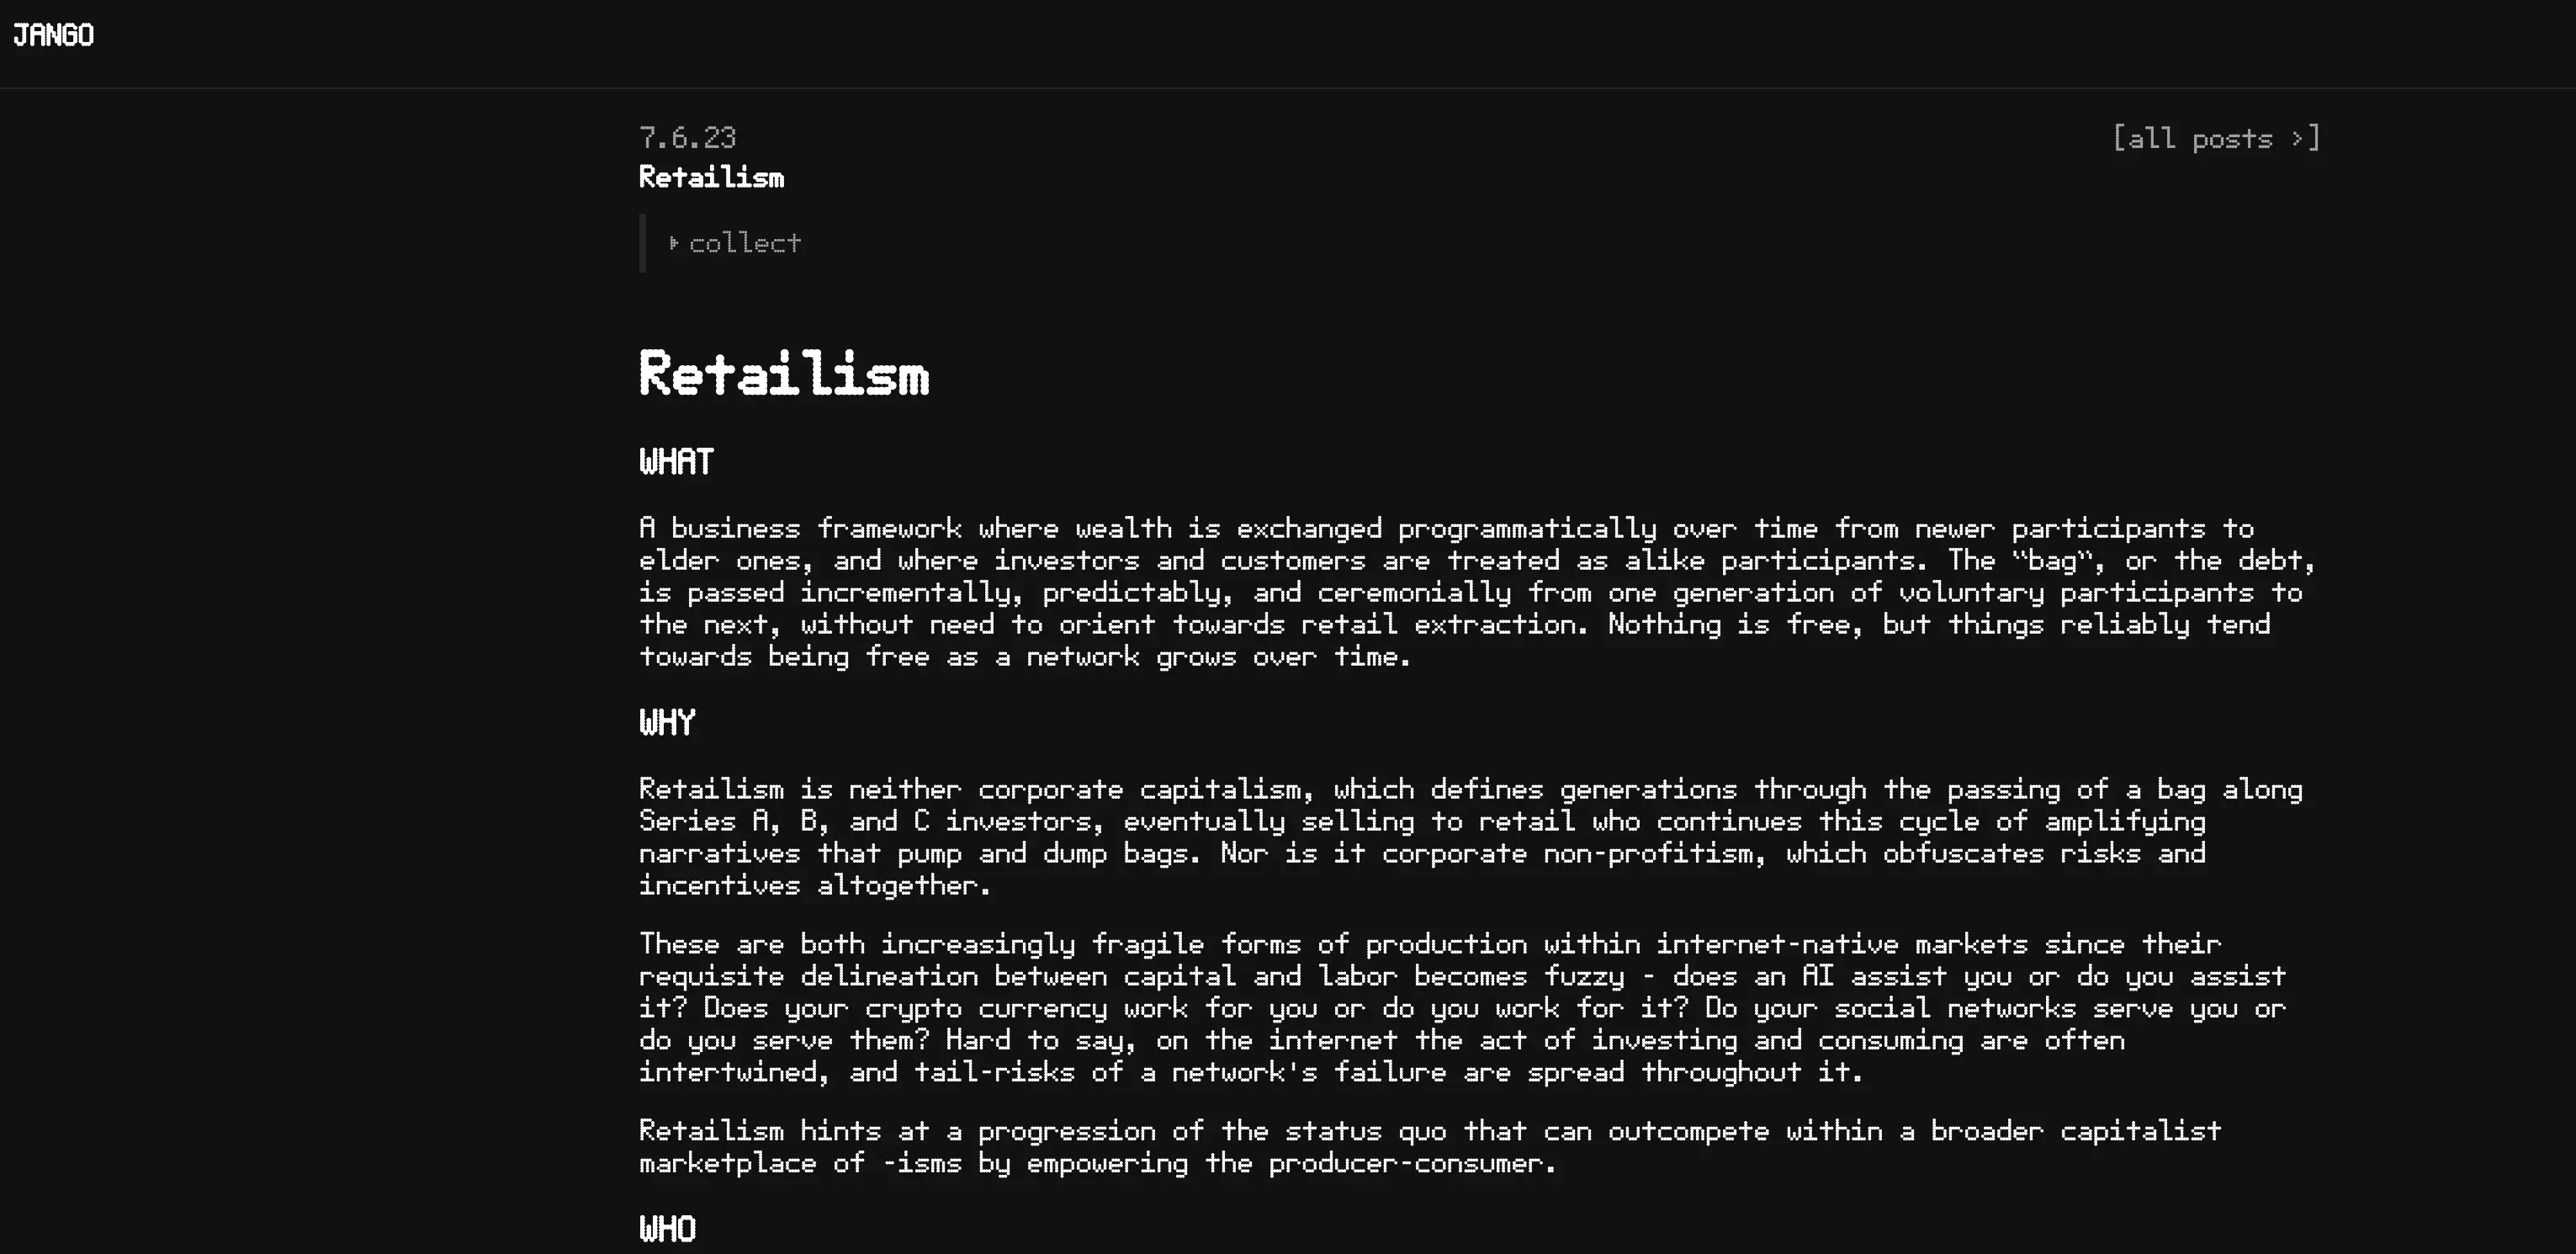 JANGO
7.6.23
[all posts >]
Retailism
▸ collect
Retailism
WHAT
A business framework where wealth is exchanged programmatically over time from newer participants to
elder ones, and where investors and customers are treated as alike participants. The "bag", or the debt,
is passed incrementally, predictably, and ceremonially from one generation of voluntary participants to
the next, without need to orient towards retail extraction. Nothing is free, but things reliably tend
towards being free as a network grows over time.
WHY
Retailism is neither corporate capitalism, which defines generations through the passing of a bag along
Series A, B, and C investors, eventually selling to retail who continues this cycle of amplifying
narratives that pump and dump bags. Nor is it corporate non-profitism, which obfuscates risks and
incentives altogether.
These are both increasingly fragile forms of production within internet-native markets since their
requisite delineation between capital and labor becomes fuzzy - does an AI assist you or do you assist
it? Does your crypto currency work for you or do you work for it? Do your social networks serve you or
do you serve them? Hard to say, on the internet the act of investing and consuming are often
intertwined, and tail-risks of a network's failure are spread throughout it.
Retailism hints at a progression of the status quo that can outcompete within a broader capitalist
marketplace of -isms by empowering the producer-consumer.
WHO